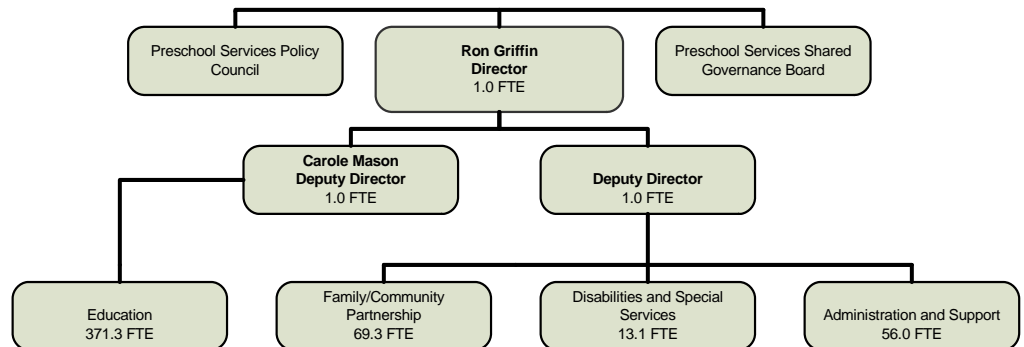 Preschool Services Policy
Council
Ron Griffin
Director
1.0 FTE
Preschool Services Shared
Governance Board
Carole Mason
Deputy Director
1.0 FTE
Deputy Director
1.0 FTE
Education
371.3 FTE
Family/Community
Partnership
69.3 FTE
Disabilities and Special
Services
13.1 FTE
Administration and Support
56.0 FTE